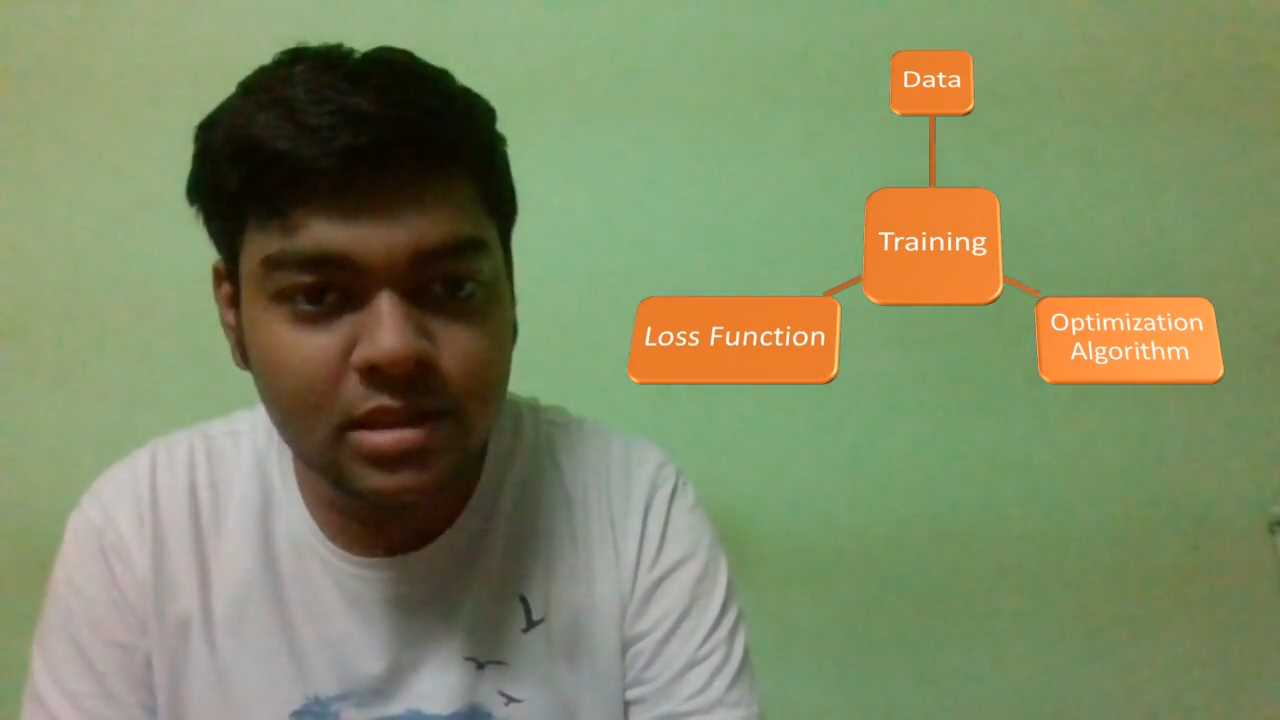 Data
Training
Loss Function
Optimization
Algorithm